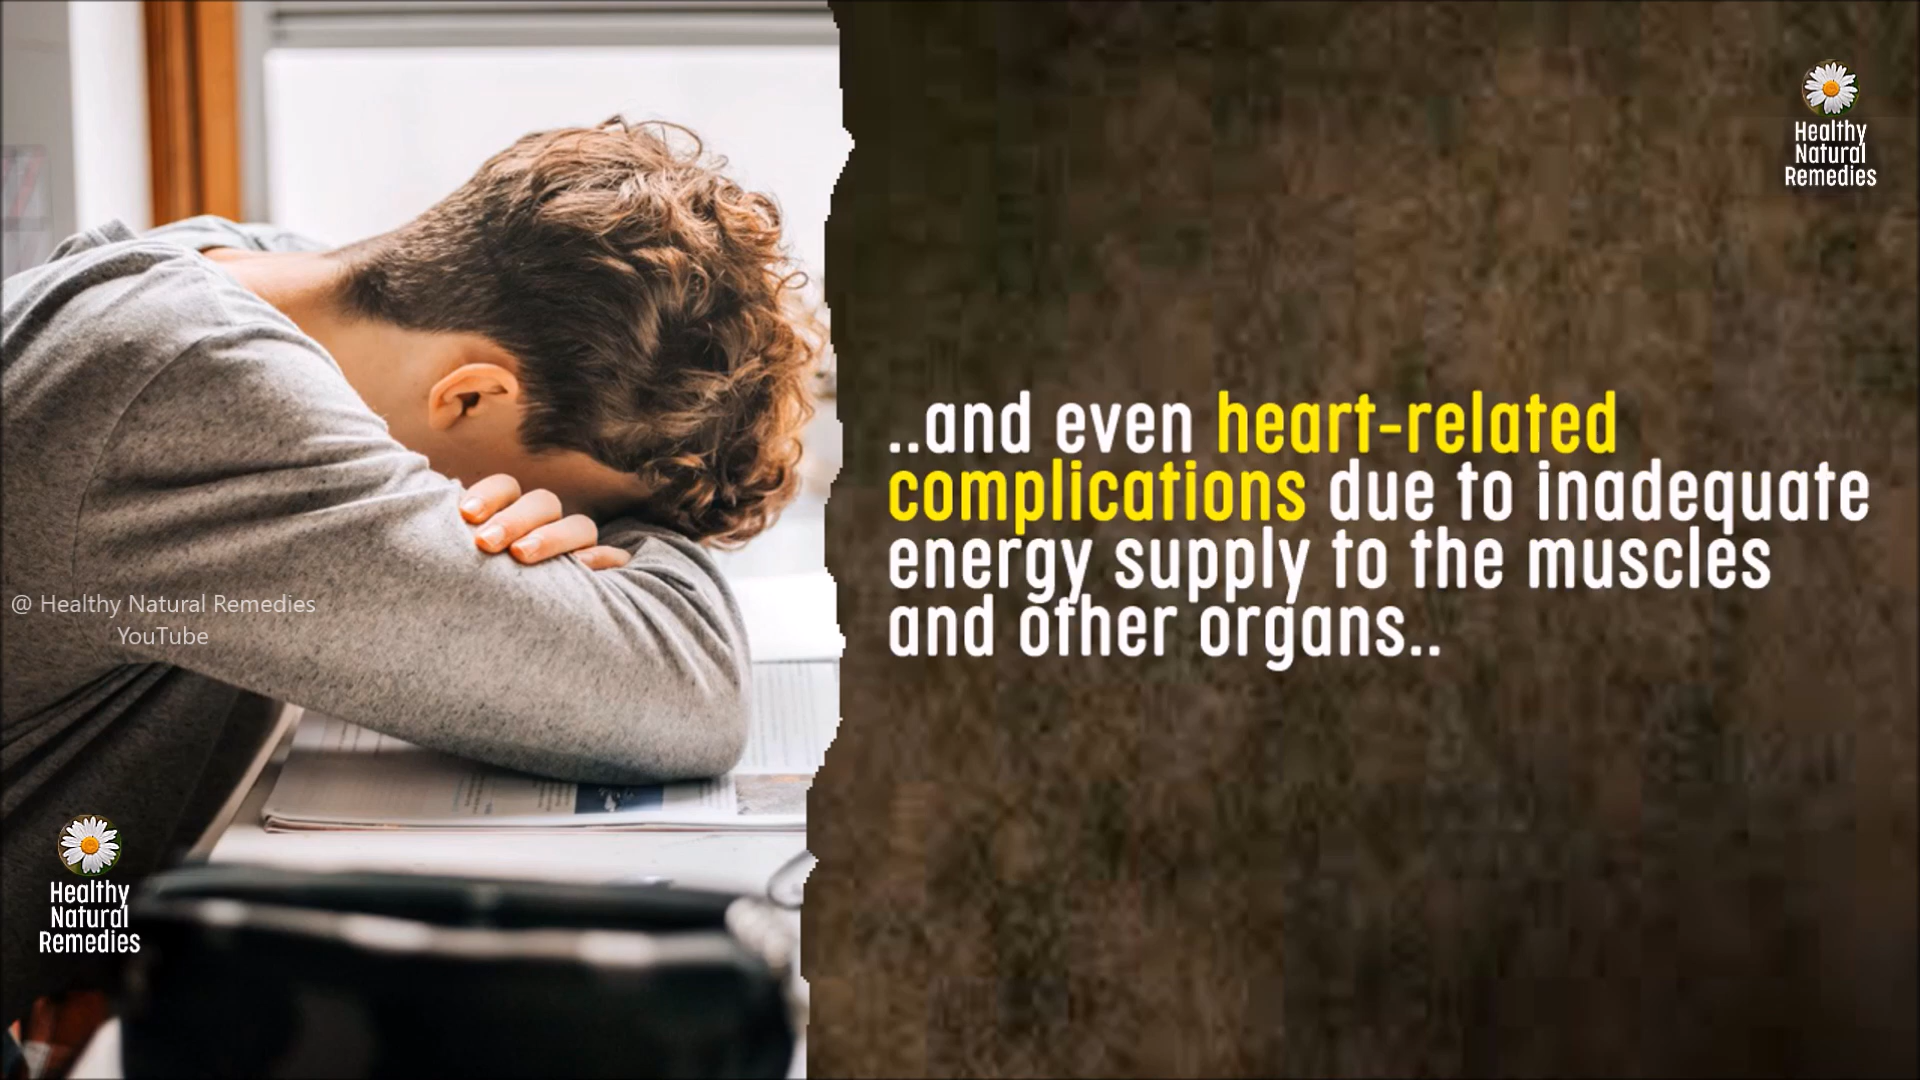 Healthy
Natural
Remedies
..and even heart-related
complications due to inadequate
energy supply to the muscles
and other organs..
@ Healthy Natural Remedies
YouTube
Healthy
Natural
Remedies